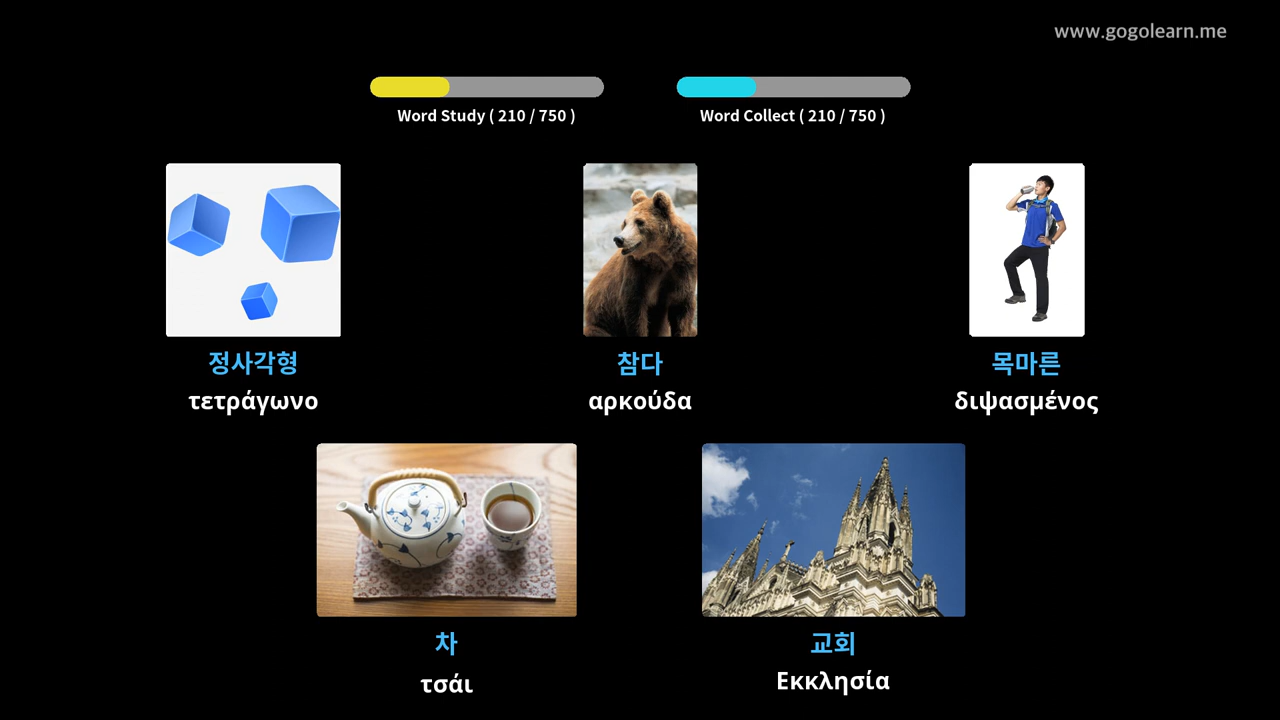 www.gogolearn.me
Word Study ( 210 / 750 )
Word Collect ( 210 / 750 )
정사각형
τετράγωνο
참다
αρκούδα
목마른
διψασμένος
차
τσάι
교회
Εκκλησία